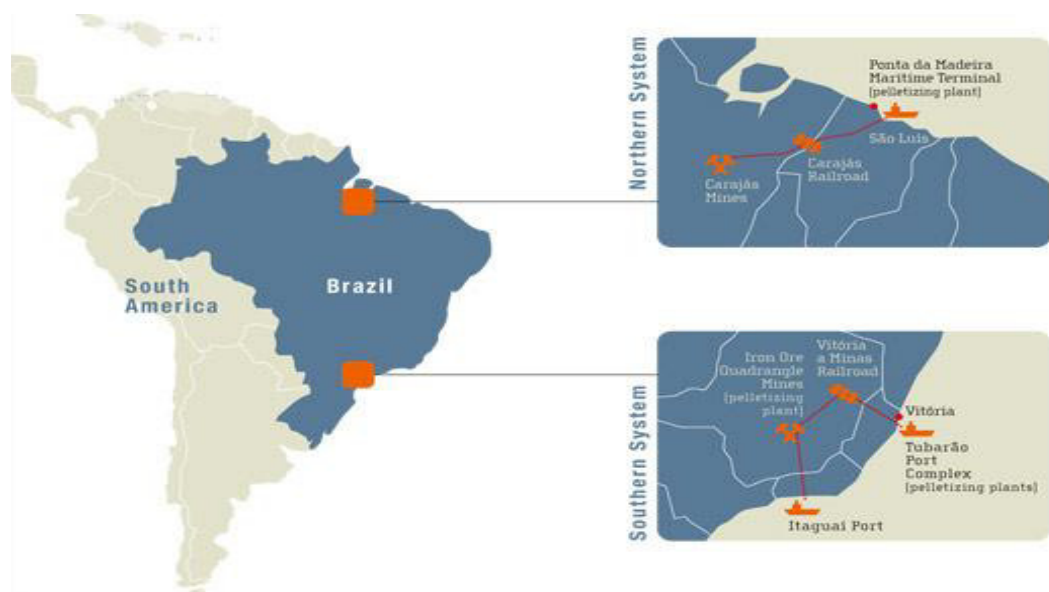 South
America
Brazil
Northern System
Ponta da Madeira
Maritime Terminal
(pelletizing plant)
São Luis
Carajás
Railroad
Carajás
Mines
Southern System
Iron Ore
Quadrangle
Mines
(pelletizing
plant)
Vitória
a Minas
Railroad
Vitória
Tubarão
Port
Complex
(pelletizing plants)
Itaguaí Port